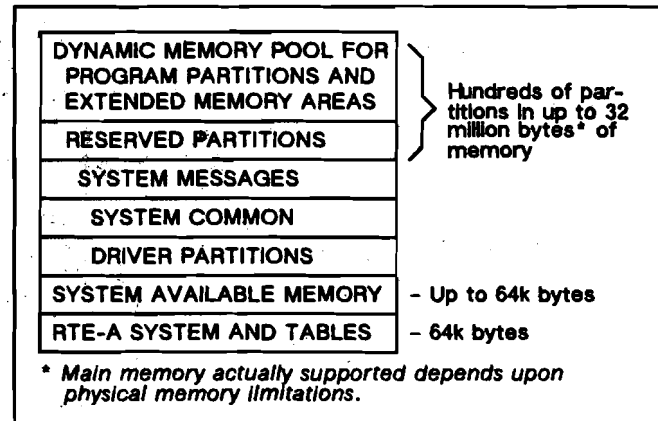 DYNAMIC MEMORY POOL FOR
PROGRAM PARTITIONS AND
EXTENDED MEMORY AREAS
Hundreds of par-
titions in up to 32
million bytes* of
memory
RESERVED PARTITIONS
SYSTEM MESSAGES
SYSTEM COMMON
DRIVER PARTITIONS
SYSTEM AVAILABLE MEMORY - Up to 64k bytes
RTE-A SYSTEM AND TABLES - 64k bytes
* Main memory actually supported depends upon
physical memory limitations.